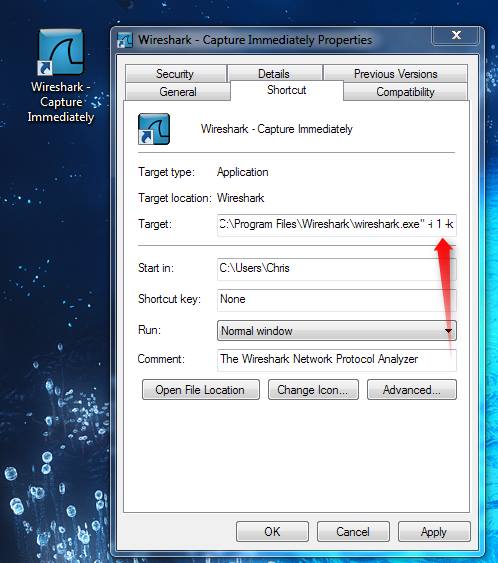 Wireshark - Capture Immediately Properties
Wireshark -
Capture
Immediately
Security Details Previous Versions
General Shortcut Compatibility
Wireshark - Capture Immediately
Target type: Application
Target location: Wireshark
Target: C:\Program Files\Wireshark\wireshark.exe" -i 1 -k
Start in: C:\Users\Chris
Shortcut key: None
Run: Normal window
Comment: The Wireshark Network Protocol Analyzer
Open File Location Change Icon... Advanced...
OK Cancel Apply